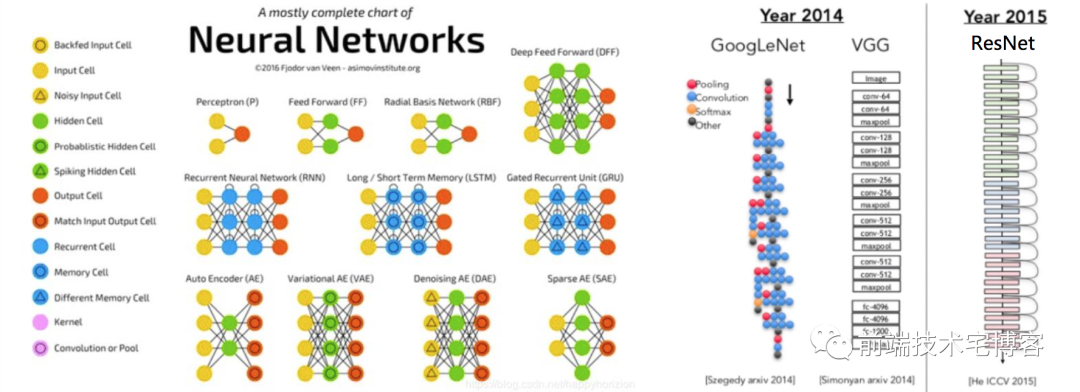 A mostly complete chart of
Neural Networks
©2016 Fjodor van Veen - asimovinstitute.org
Backfed Input Cell
Input Cell
Noisy Input Cell
Hidden Cell
Probablistic Hidden Cell
Spiking Hidden Cell
Output Cell
Match Input Output Cell
Recurrent Cell
Memory Cell
Different Memory Cell
Kernel
Convolution or Pool
Deep Feed Forward (DFF)
Perceptron (P)
Feed Forward (FF)
Radial Basis Network (RBF)
Recurrent Neural Network (RNN)
Long / Short Term Memory (LSTM)
Gated Recurrent Unit (GRU)
Auto Encoder (AE)
Variational AE (VAE)
Denoising AE (DAE)
Sparse AE (SAE)
Year 2014
GoogLeNet
VGG
Pooling
Convolution
Softmax
Other
Image
conv-64
conv-64
maxpool
conv-128
conv-128
maxpool
conv-256
conv-256
maxpool
conv-512
conv-512
maxpool
conv-512
conv-512
maxpool
fc-4096
fc-4096
fc-1000
[Szegedy arxiv 2014]
[Simonyan arxiv 2014]
Year 2015
ResNet
[He ICCV 2015]
前端技术宅博客